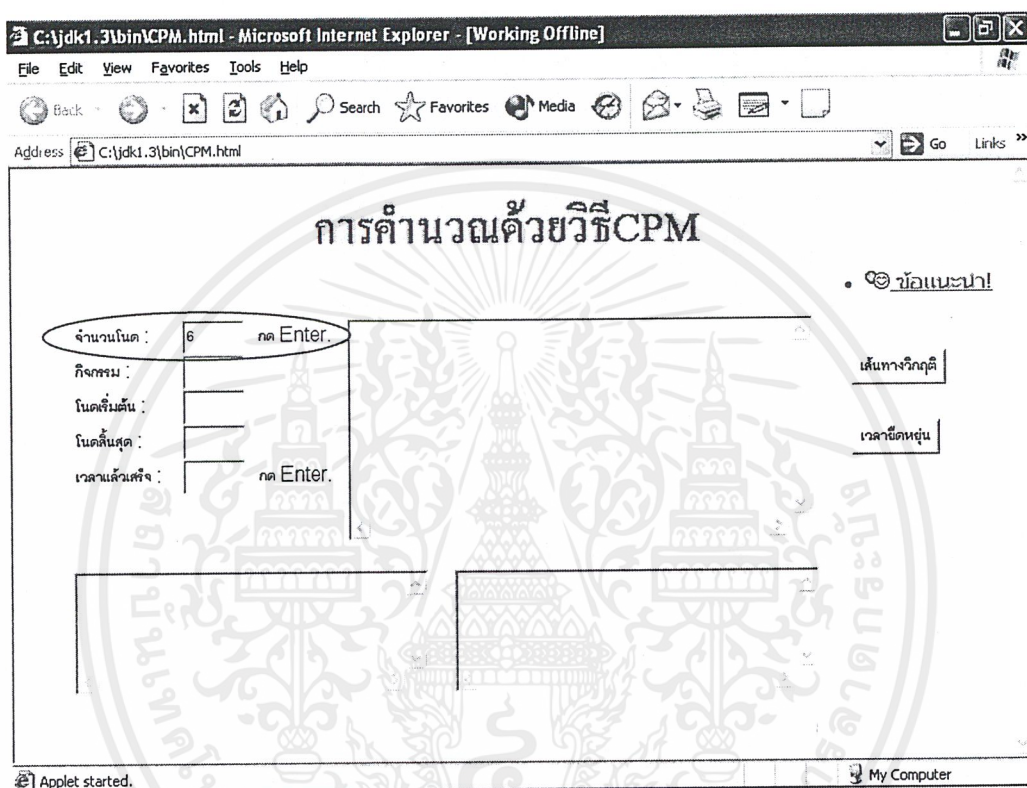 C:\jdk1.3\bin\CPM.html - Microsoft Internet Explorer - [Working Offline]
File Edit View Favorites Tools Help
Back Search Favorites Media
Address C:\jdk1.3\bin\CPM.html Go Links »
การคำนวณด้วยวิธีCPM
• ข้อแนะนำ!
จำนวนโนด : 6 กด Enter.
กิจกรรม :
โนดเริ่มต้น :
โนดสิ้นสุด :
เวลาแล้วเสร็จ : กด Enter.
เส้นทางวิกฤติ
เวลายืดหยุ่น
Applet started. My Computer